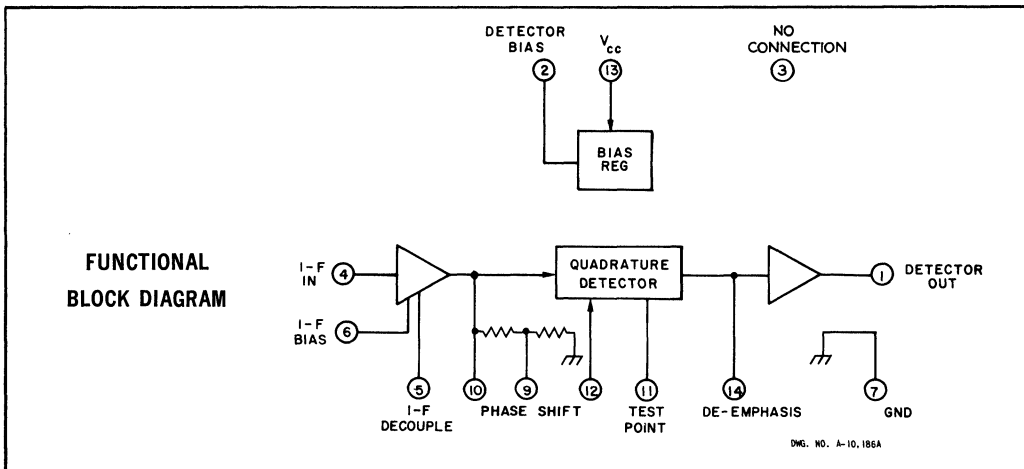 DETECTOR
BIAS
2
Vcc
13
NO
CONNECTION
3
BIAS
REG
FUNCTIONAL
BLOCK DIAGRAM
I-F
IN
4
QUADRATURE
DETECTOR
1
DETECTOR
OUT
I-F
BIAS
6
5
10
9
12
11
14
7
I-F
DECOUPLE
PHASE SHIFT
TEST
POINT
DE-EMPHASIS
GND
DWG. NO. A-10,186A